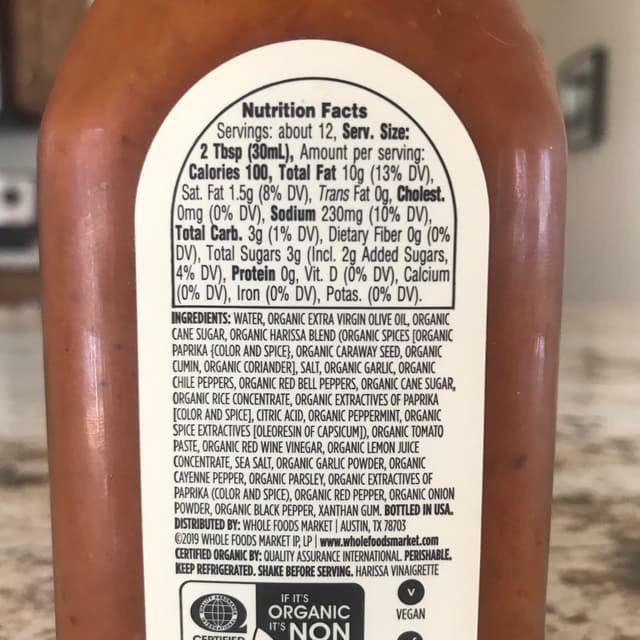 Nutrition Facts
Servings: about 12, Serv. Size:
2 Tbsp (30mL), Amount per serving:
Calories 100, Total Fat 10g (13% DV),
Sat. Fat 1.5g (8% DV), Trans Fat 0g, Cholest.
0mg (0% DV), Sodium 230mg (10% DV),
Total Carb. 3g (1% DV), Dietary Fiber 0g (0%
DV), Total Sugars 3g (Incl. 2g Added Sugars,
4% DV), Protein 0g, Vit. D (0% DV), Calcium
(0% DV), Iron (0% DV), Potas. (0% DV).
INGREDIENTS: WATER, ORGANIC EXTRA VIRGIN OLIVE OIL, ORGANIC
CANE SUGAR, ORGANIC HARISSA BLEND (ORGANIC SPICES [ORGANIC
PAPRIKA {COLOR AND SPICE}, ORGANIC CARAWAY SEED, ORGANIC
CUMIN, ORGANIC CORIANDER], SALT, ORGANIC GARLIC, ORGANIC
CHILE PEPPERS, ORGANIC RED BELL PEPPERS, ORGANIC CANE SUGAR,
ORGANIC RICE CONCENTRATE, ORGANIC EXTRACTIVES OF PAPRIKA
[COLOR AND SPICE], CITRIC ACID, ORGANIC PEPPERMINT, ORGANIC
SPICE EXTRACTIVES [OLEORESIN OF CAPSICUM]), ORGANIC TOMATO
PASTE, ORGANIC RED WINE VINEGAR, ORGANIC LEMON JUICE
CONCENTRATE, SEA SALT, ORGANIC GARLIC POWDER, ORGANIC
CAYENNE PEPPER, ORGANIC PARSLEY, ORGANIC EXTRACTIVES OF
PAPRIKA (COLOR AND SPICE), ORGANIC RED PEPPER, ORGANIC ONION
POWDER, ORGANIC BLACK PEPPER, XANTHAN GUM. BOTTLED IN USA.
DISTRIBUTED BY: WHOLE FOODS MARKET | AUSTIN, TX 78703
©2019 WHOLE FOODS MARKET IP, LP | www.wholefoodsmarket.com
CERTIFIED ORGANIC BY: QUALITY ASSURANCE INTERNATIONAL. PERISHABLE.
KEEP REFRIGERATED. SHAKE BEFORE SERVING. HARISSA VINAIGRETTE
IF IT'S
ORGANIC
IT'S NON
CERTIFIED
V
VEGAN